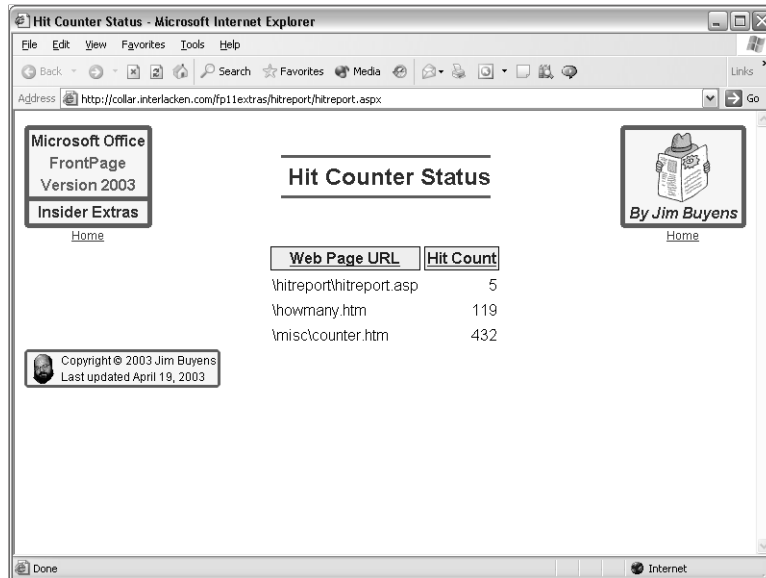 Hit Counter Status - Microsoft Internet Explorer
File Edit View Favorites Tools Help
Back Search Favorites Media Links
Address http://collar.interlacken.com/fp11extras/hitreport/hitreport.aspx Go
Microsoft Office
FrontPage
Version 2003
Insider Extras
Home
Hit Counter Status
By Jim Buyens
Home
Web Page URL Hit Count
\hitreport\hitreport.asp 5
\howmany.htm 119
\misc\counter.htm 432
Copyright © 2003 Jim Buyens
Last updated April 19, 2003
Done Internet